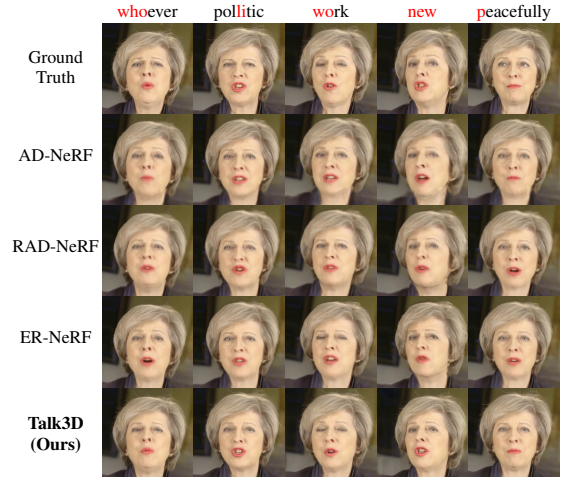 whoever pollitic work new peacefully
Ground
Truth
AD-NeRF
RAD-NeRF
ER-NeRF
Talk3D
(Ours)